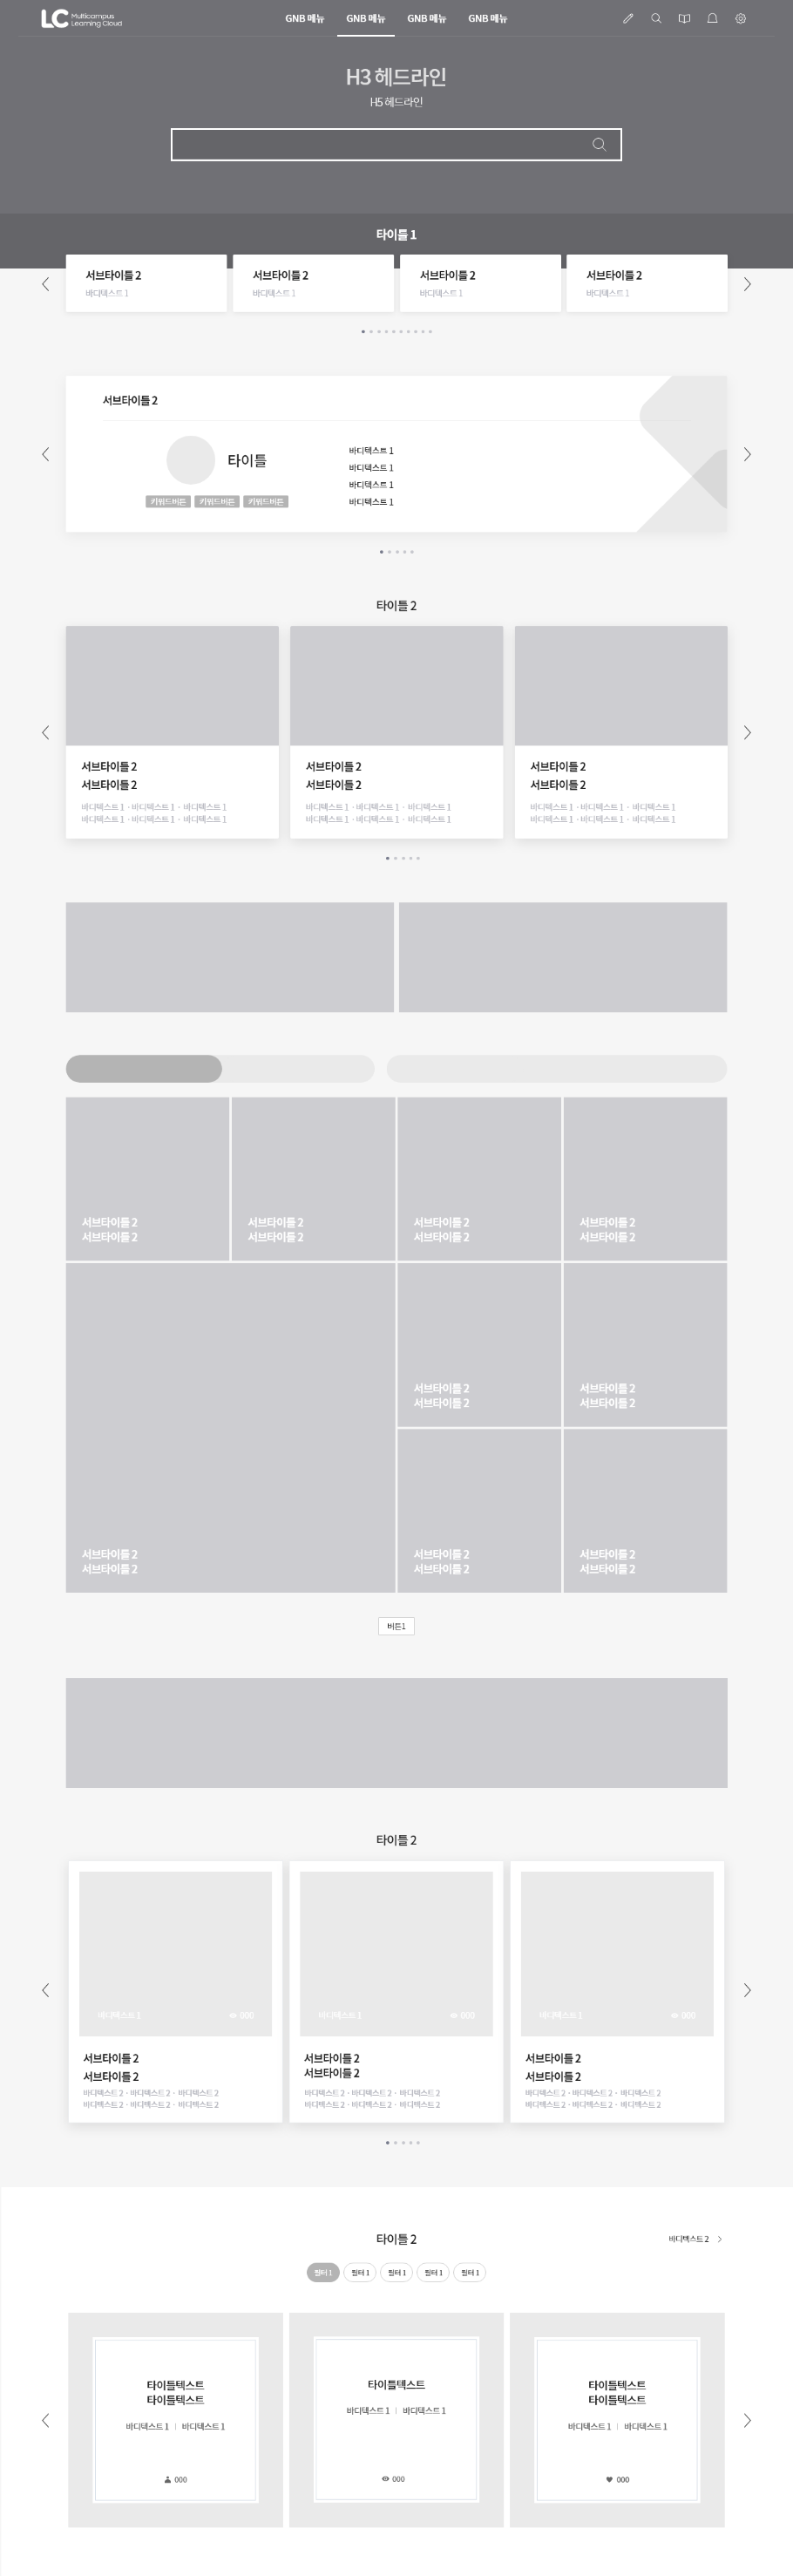 LC Multicampus Learning Cloud
GNB 메뉴 GNB 메뉴 GNB 메뉴 GNB 메뉴
H3 헤드라인
H5 헤드라인
타이틀 1
서브타이틀 2 서브타이틀 2 서브타이틀 2 서브타이틀 2
바디텍스트 1 바디텍스트 1 바디텍스트 1 바디텍스트 1
서브타이틀 2
타이틀
키워드버튼 키워드버튼 키워드버튼
바디텍스트 1
바디텍스트 1
바디텍스트 1
바디텍스트 1
타이틀 2
서브타이틀 2 서브타이틀 2 서브타이틀 2
서브타이틀 2 서브타이틀 2 서브타이틀 2
바디텍스트 1 · 바디텍스트 1 · 바디텍스트 1 바디텍스트 1 · 바디텍스트 1 · 바디텍스트 1 바디텍스트 1 · 바디텍스트 1 · 바디텍스트 1
바디텍스트 1 · 바디텍스트 1 · 바디텍스트 1 바디텍스트 1 · 바디텍스트 1 · 바디텍스트 1 바디텍스트 1 · 바디텍스트 1 · 바디텍스트 1
서브타이틀 2 서브타이틀 2 서브타이틀 2 서브타이틀 2
서브타이틀 2 서브타이틀 2 서브타이틀 2 서브타이틀 2
서브타이틀 2 서브타이틀 2
서브타이틀 2 서브타이틀 2
서브타이틀 2 서브타이틀 2 서브타이틀 2
서브타이틀 2 서브타이틀 2 서브타이틀 2
버튼1
타이틀 2
바디텍스트 1 000 바디텍스트 1 000 바디텍스트 1 000
서브타이틀 2 서브타이틀 2 서브타이틀 2
서브타이틀 2 서브타이틀 2 서브타이틀 2
바디텍스트 2 · 바디텍스트 2 · 바디텍스트 2 바디텍스트 2 · 바디텍스트 2 · 바디텍스트 2 바디텍스트 2 · 바디텍스트 2 · 바디텍스트 2
바디텍스트 2 · 바디텍스트 2 · 바디텍스트 2 바디텍스트 2 · 바디텍스트 2 · 바디텍스트 2 바디텍스트 2 · 바디텍스트 2 · 바디텍스트 2
타이틀 2
바디텍스트 2 >
필터 1 필터 1 필터 1 필터 1 필터 1
타이틀텍스트
타이틀텍스트
바디텍스트 1 | 바디텍스트 1
000
타이틀텍스트
바디텍스트 1 | 바디텍스트 1
000
타이틀텍스트
타이틀텍스트
바디텍스트 1 | 바디텍스트 1
000